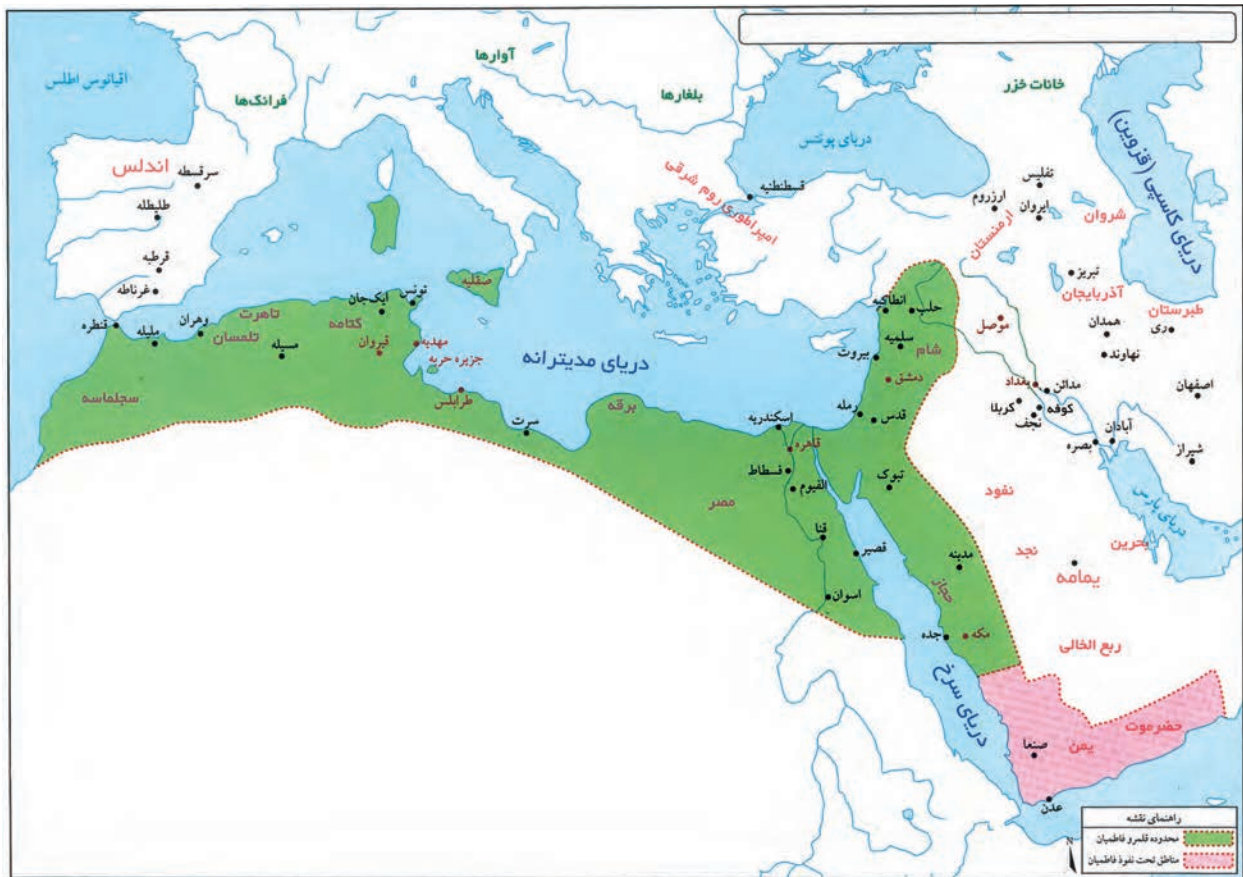 آوارها
خانات خزر
اقیانوس اطلس
فرانک‌ها
بلغارها
دریای پونتس
دریای کاسپی (قزوین)
اندلس
سرقسطه
طلیطله
قرطبه
غرناطه
قسطنطنیه
امپراطوری روم شرقی
تفلیس
ارزروم
ایروان
شروان
ارمنستان
تبریز
آذربایجان
طبرستان
ری
همدان
نهاوند
اصفهان
شیراز
صقلیه
تونس
ایکجان
تاهرت
کتامه
قنطره
ملیله
وهران
تلمسان
مسیله
قیروان
مهدیه
جزیره حربه
سجلماسه
طرابلس
سرت
برقه
دریای مدیترانه
انطاکیه
حلب
سلمیه
شام
بیروت
دمشق
رمله
قدس
موصل
بغداد
مدائن
کربلا
کوفه
نجف
بصره
آبادان
دریای پارس
اسکندریه
قاهره
فسطاط
الفیوم
مصر
قنا
قصیر
اسوان
تبوک
نفود
نجد
بحرین
یمامه
مدینه
حجاز
جده
مکه
ربع الخالی
دریای سرخ
حضرموت
یمن
صنعا
عدن
راهنمای نقشه
محدوده قلمرو فاطمیان
مناطق تحت نفوذ فاطمیان
N